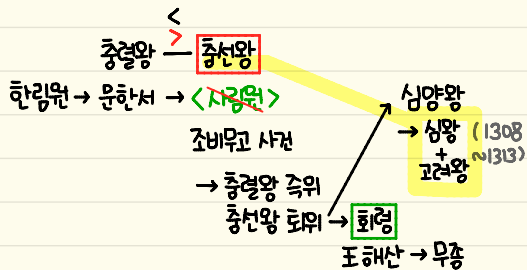 <
>
충렬왕 — 충선왕
한림원 → 문한서 → <사림원>
조비무고 사건
→ 충렬왕 즉위
충선왕 퇴위 → 회령
王 해산 → 무종
심양왕
→ 심왕 (1308
+ ~1313)
고려왕